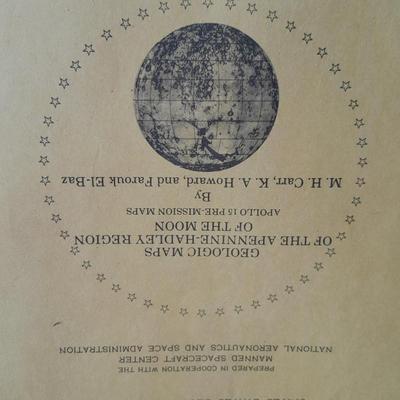 PREPARED IN COOPERATION WITH THE
MANNED SPACECRAFT CENTER
NATIONAL AERONAUTICS AND SPACE ADMINISTRATION
GEOLOGIC MAPS
OF THE APENNINE-HADLEY REGION
OF THE MOON
APOLLO 15 PRE-MISSION MAPS
By
M. H. Carr, K. A. Howard, and Farouk El-Baz